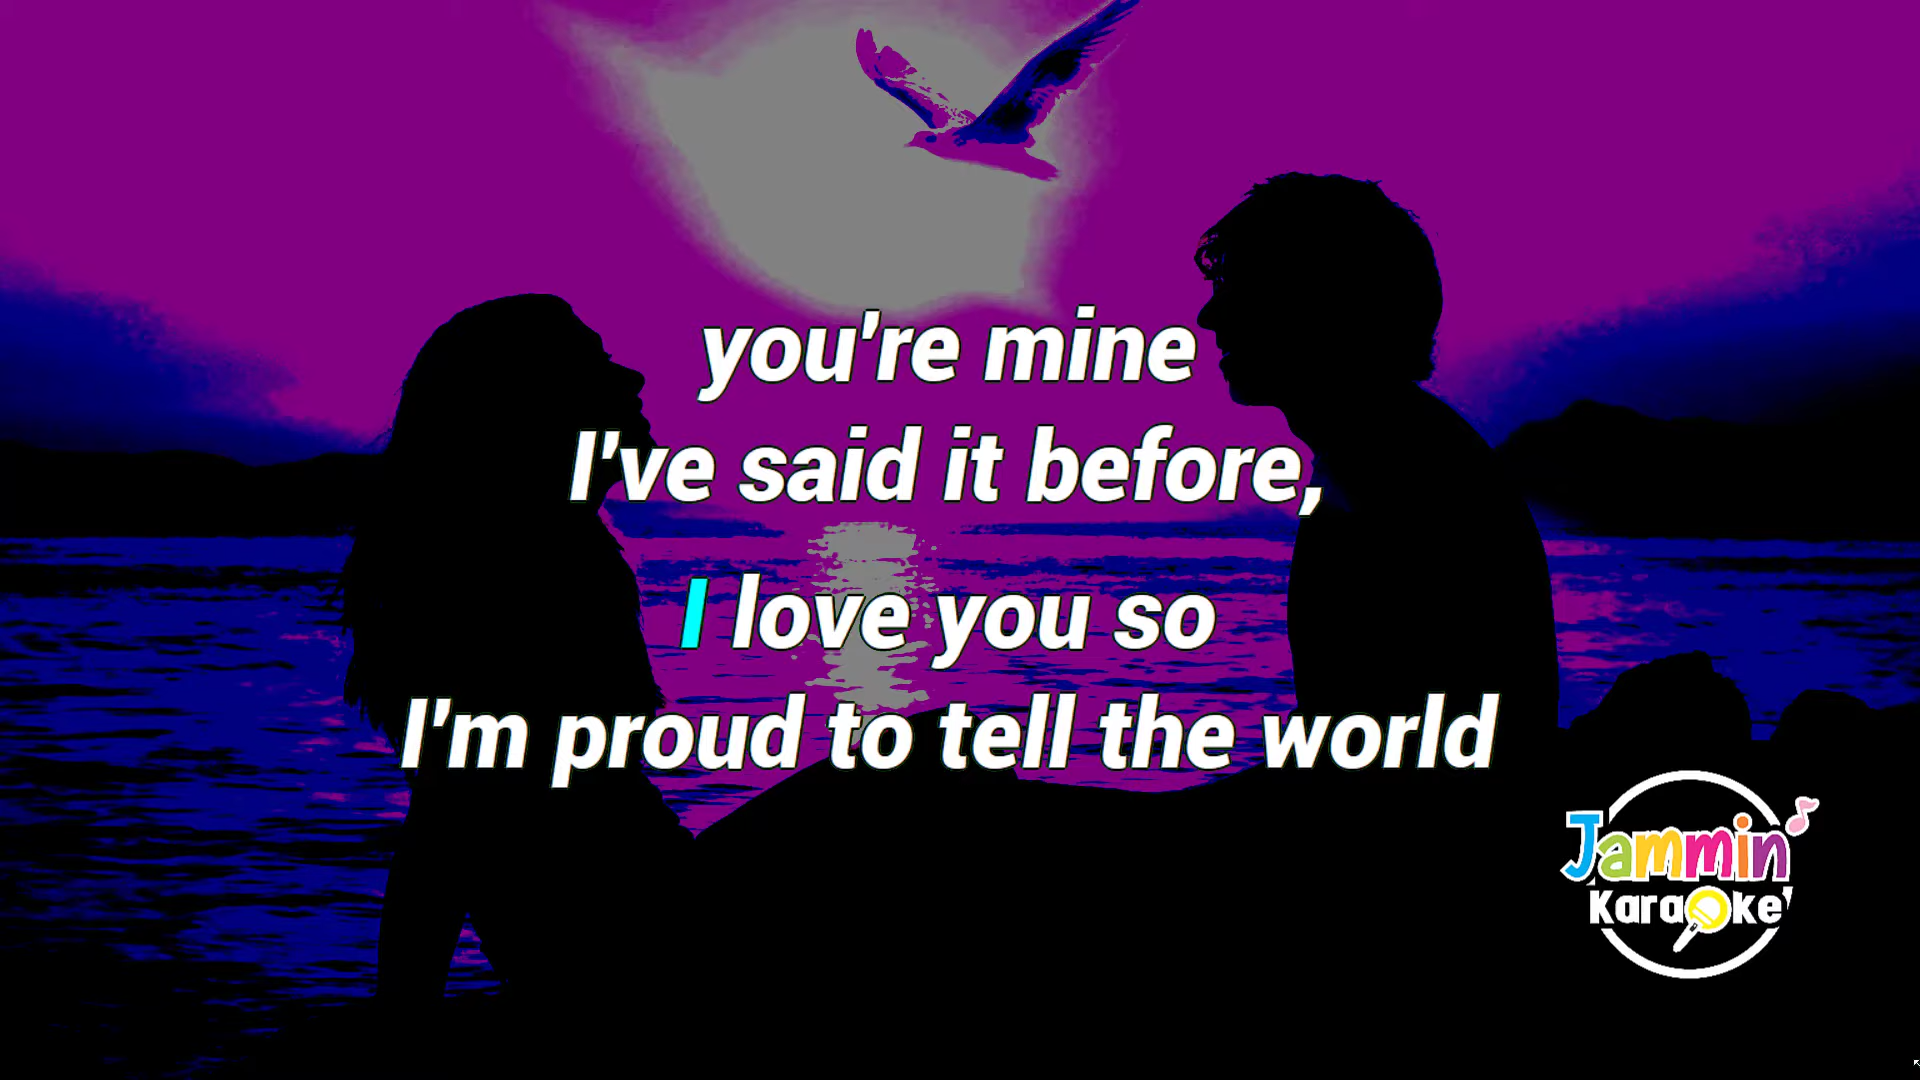 you're mine
I've said it before,
I love you so
I'm proud to tell the world
Jammin'
Karaoke